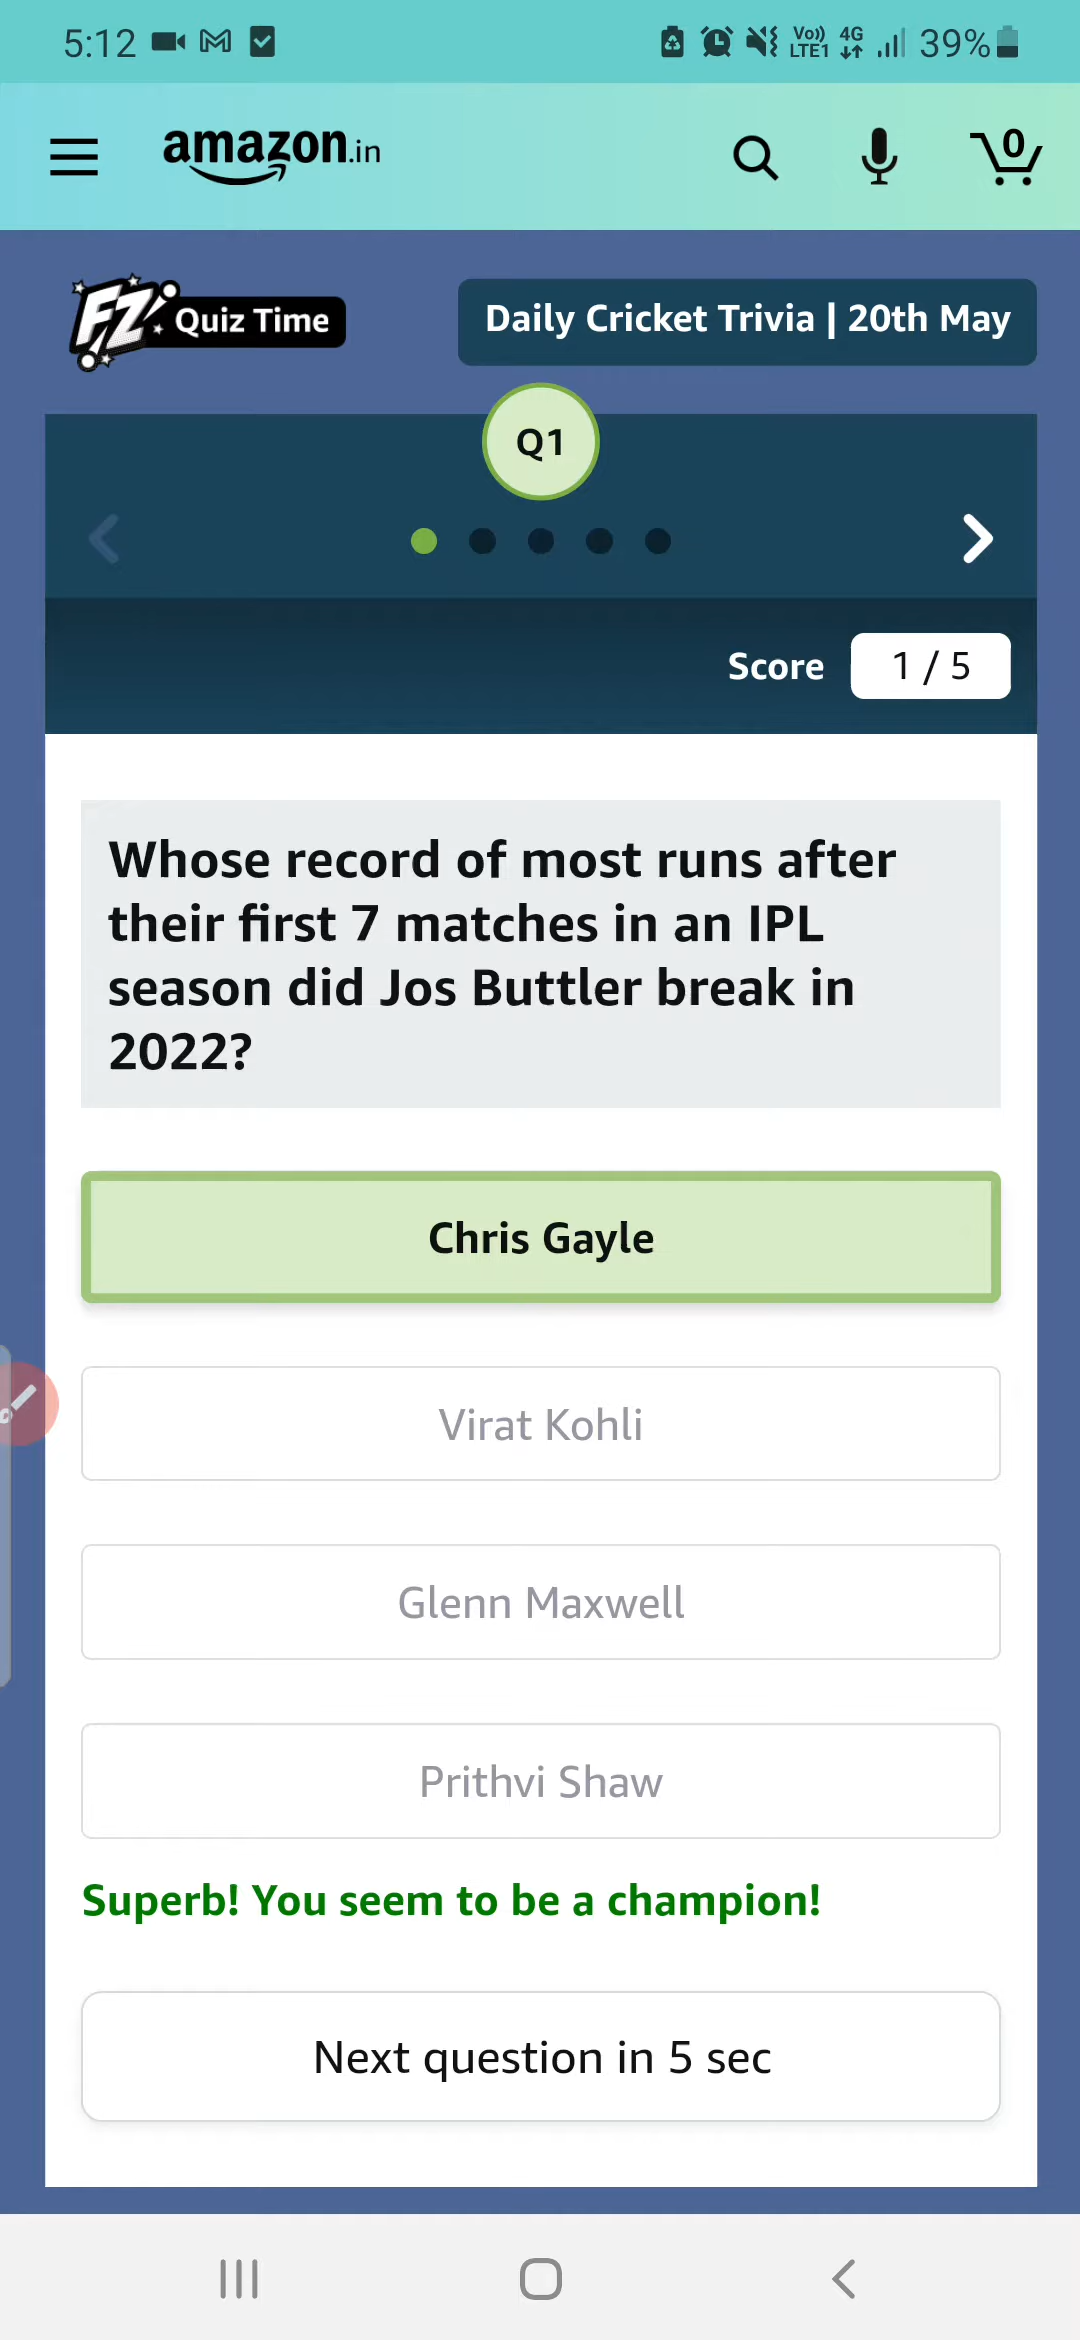 5:12
Vo)) LTE1 4G 39%
amazon.in
0
FZ Quiz Time
Daily Cricket Trivia | 20th May
Q1
Score 1 / 5
Whose record of most runs after
their first 7 matches in an IPL
season did Jos Buttler break in
2022?
Chris Gayle
Virat Kohli
Glenn Maxwell
Prithvi Shaw
Superb! You seem to be a champion!
Next question in 5 sec